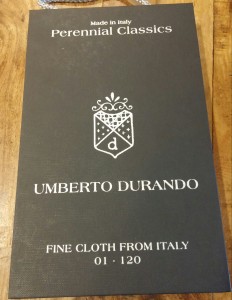 Made in Italy
Perennial Classics
d
UMBERTO DURANDO
FINE CLOTH FROM ITALY
01 - 120